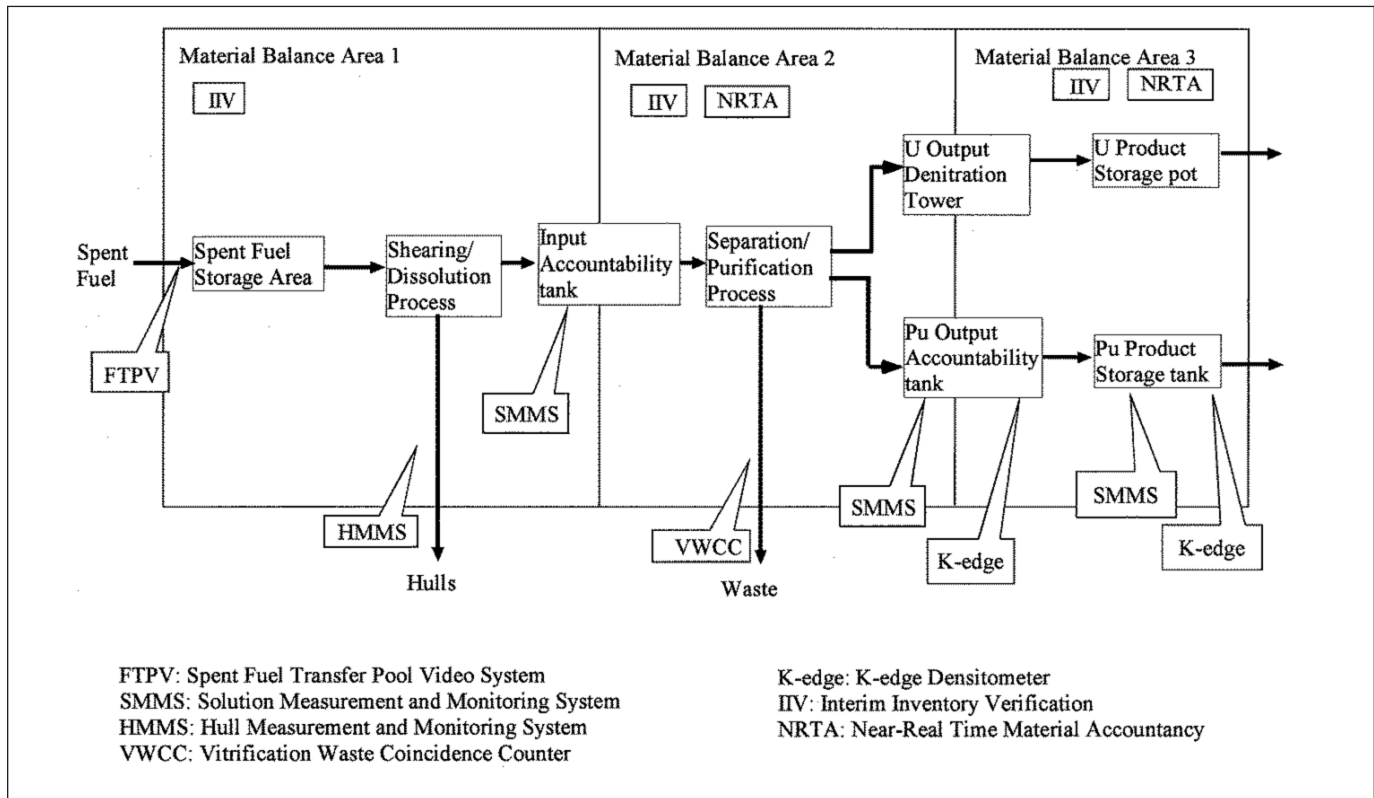 Material Balance Area 1
IIV
Material Balance Area 2
IIV
NRTA
Material Balance Area 3
IIV
NRTA
U Output
Denitration
Tower
U Product
Storage pot
Spent
Fuel
Spent Fuel
Storage Area
Shearing/
Dissolution
Process
Input
Accountability
tank
Separation/
Purification
Process
Pu Output
Accountability
tank
Pu Product
Storage tank
FTPV
SMMS
HMMS
VWCC
SMMS
K-edge
SMMS
K-edge
Hulls
Waste
FTPV: Spent Fuel Transfer Pool Video System
SMMS: Solution Measurement and Monitoring System
HMMS: Hull Measurement and Monitoring System
VWCC: Vitrification Waste Coincidence Counter
K-edge: K-edge Densitometer
IIV: Interim Inventory Verification
NRTA: Near-Real Time Material Accountancy